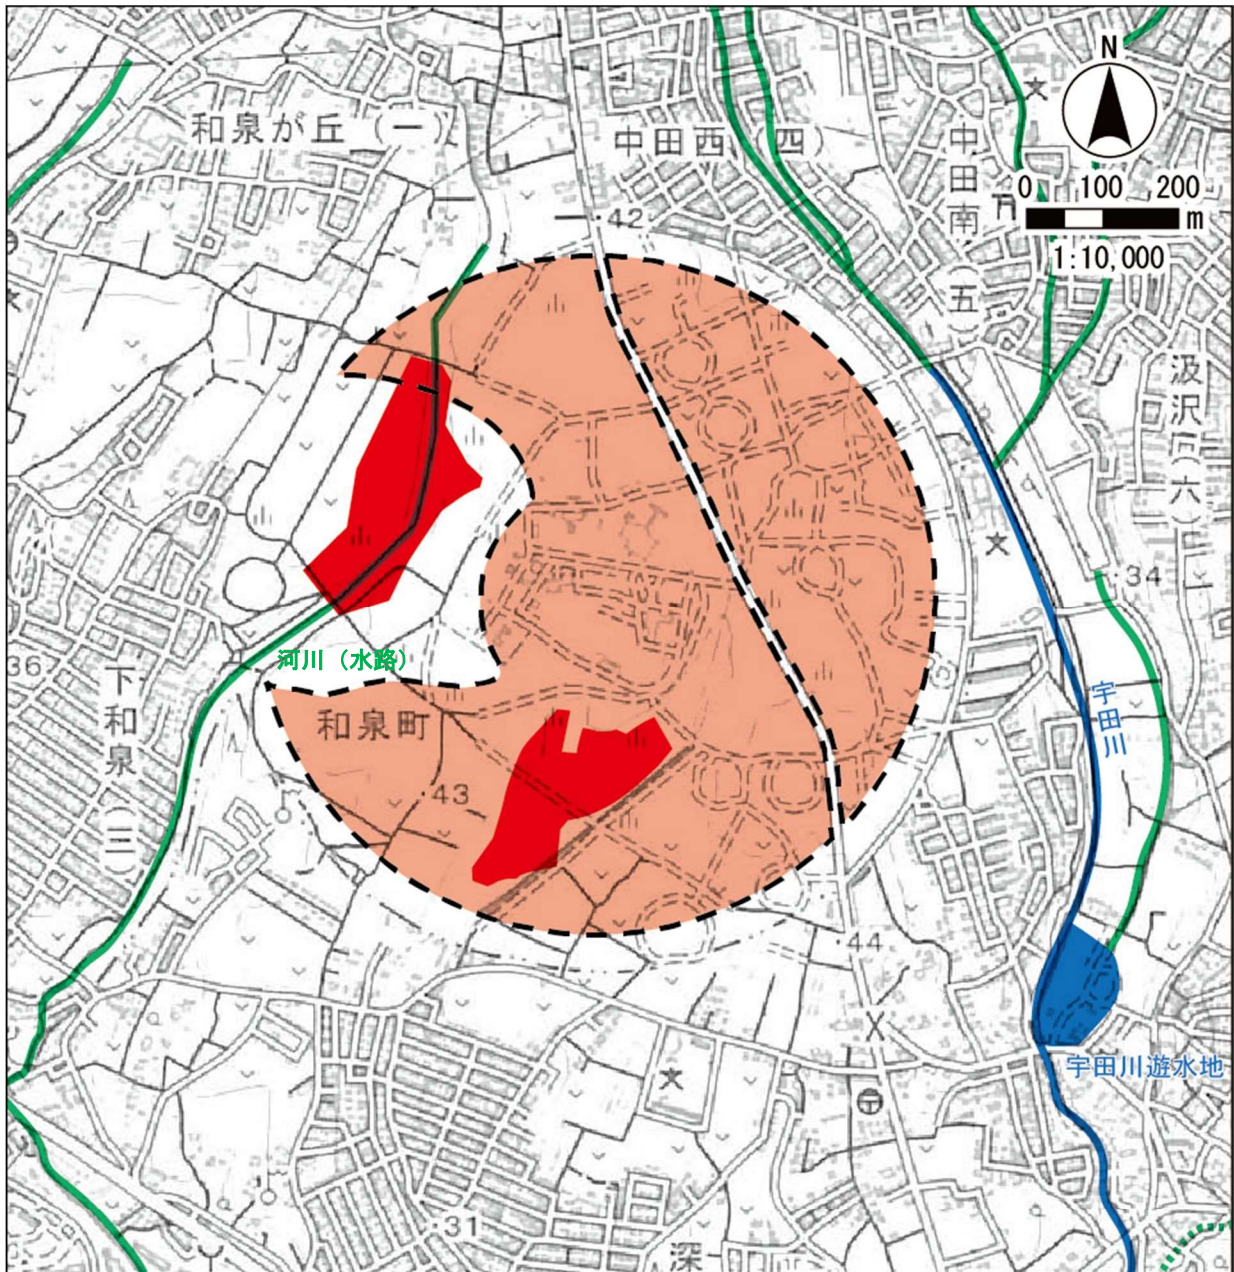 N
和泉が丘（一）
中田西（四）
中田南（五）
0 100 200
m
1:10,000
·42
汲沢（六）
·34
河川（水路）
36
下和泉（三）
和泉町
宇田川
·43
·44
宇田川遊水地
·31
深